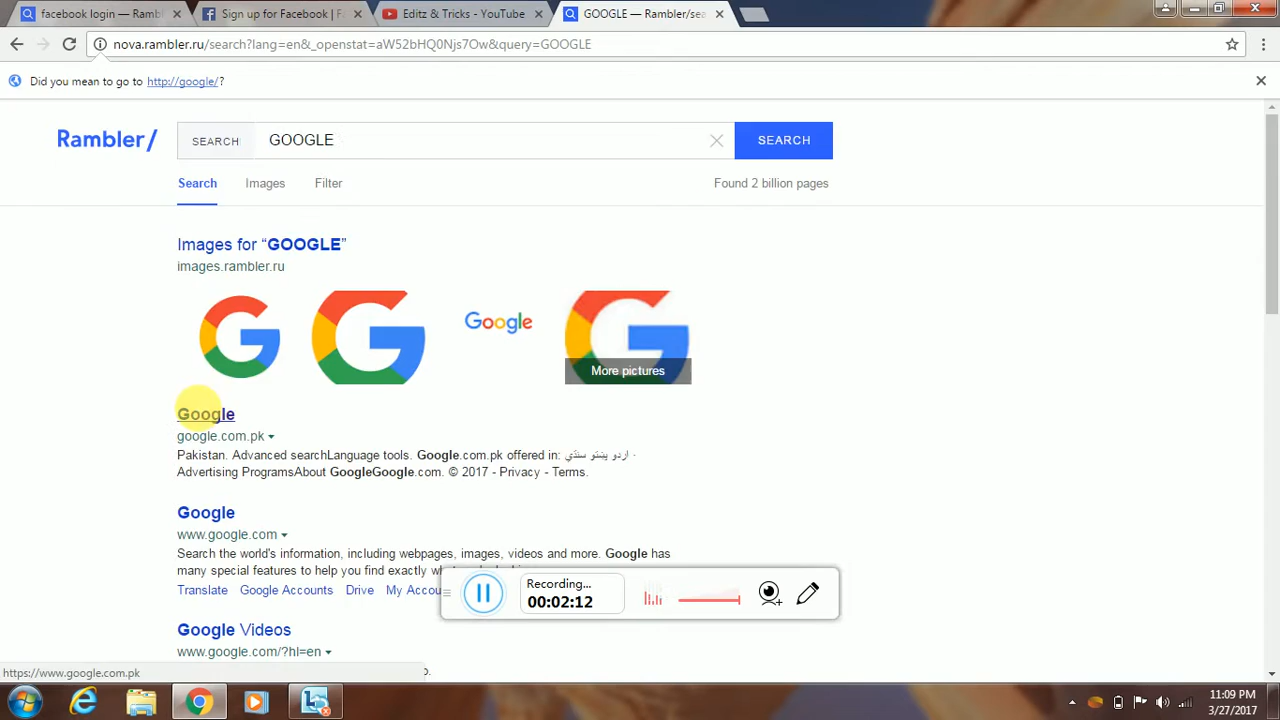 facebook login — Rambl
Sign up for Facebook | Fa
Editz & Tricks - YouTube
GOOGLE — Rambler/sea
nova.rambler.ru/search?lang=en&_openstat=aW52bHQ0Njs7Ow&query=GOOGLE
Did you mean to go to http://google/?
Rambler/
SEARCH
GOOGLE
SEARCH
Search
Images
Filter
Found 2 billion pages
Images for “GOOGLE”
images.rambler.ru
Google
More pictures
Google
google.com.pk
Pakistan. Advanced searchLanguage tools. Google.com.pk offered in: اردو پښتو سنڌي ·
Advertising ProgramsAbout GoogleGoogle.com. © 2017 - Privacy - Terms.
Google
www.google.com
Search the world's information, including webpages, images, videos and more. Google has
many special features to help you find exactly
Translate Google Accounts Drive My Accou
Recording...
00:02:12
Google Videos
www.google.com/?hl=en
https://www.google.com.pk
11:09 PM
3/27/2017